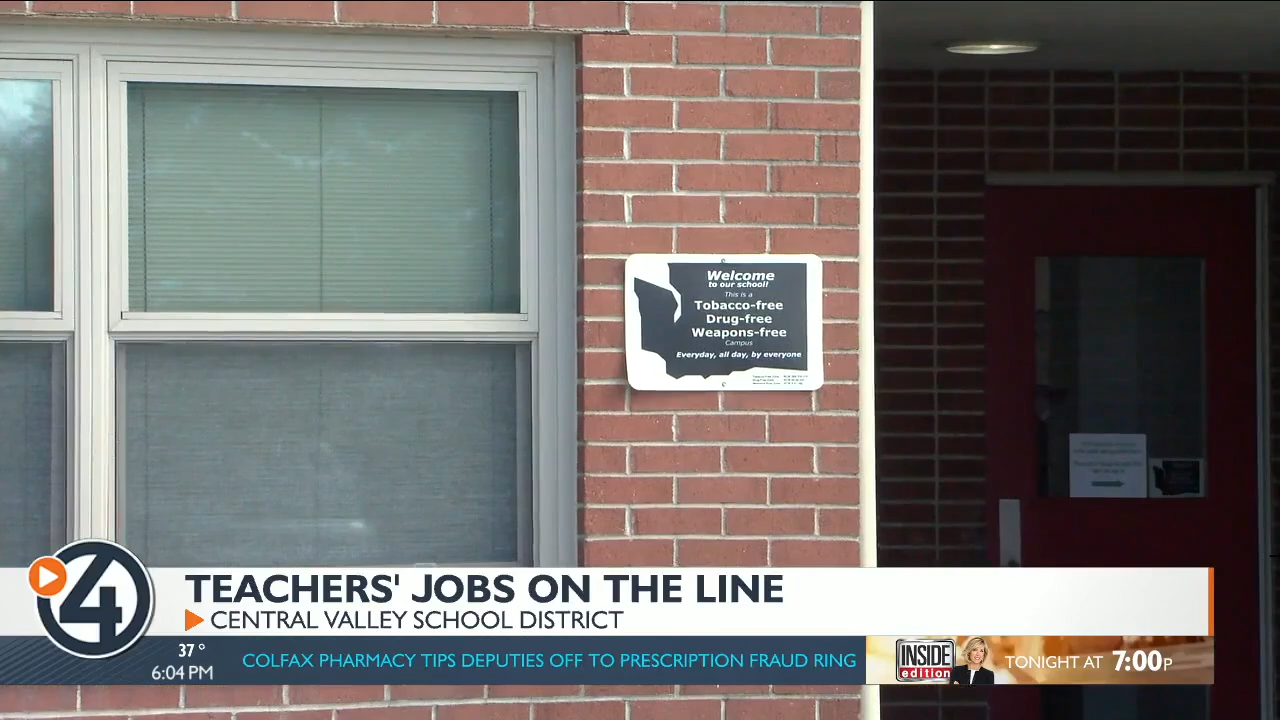 Welcome
to our school!
This is a
Tobacco-free
Drug-free
Weapons-free
Campus
Everyday, all day, by everyone
4
TEACHERS' JOBS ON THE LINE
CENTRAL VALLEY SCHOOL DISTRICT
37°
6:04 PM
COLFAX PHARMACY TIPS DEPUTIES OFF TO PRESCRIPTION FRAUD RING
INSIDE
edition
TONIGHT AT 7:00P